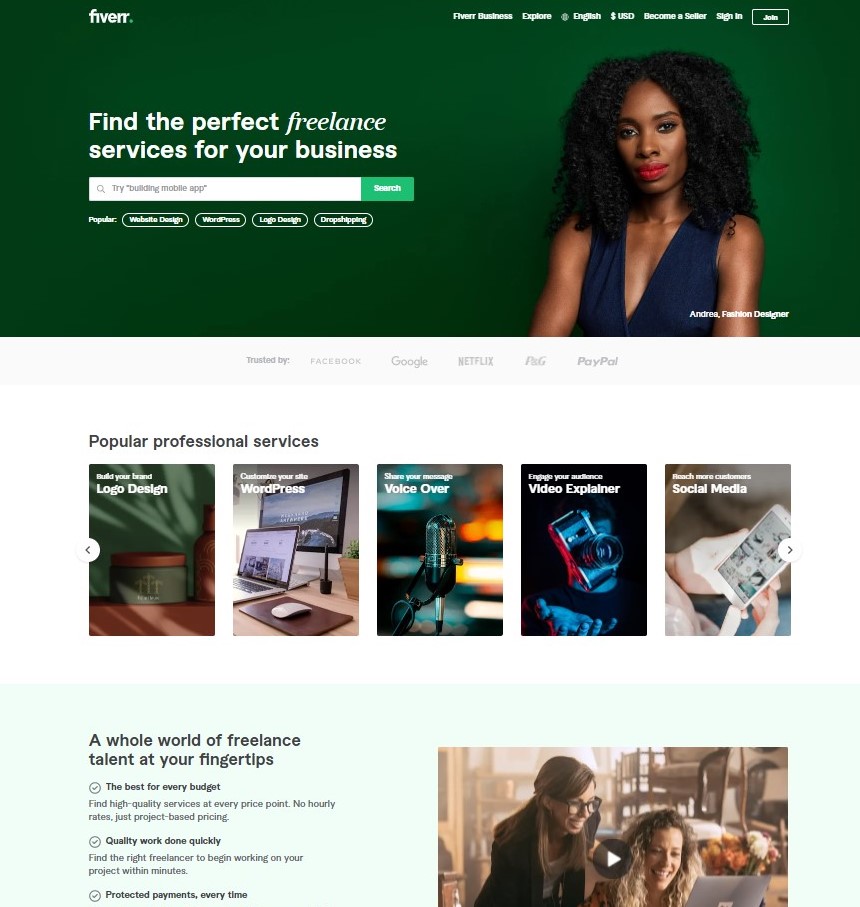 fiverr.
Fiverr Business Explore English $ USD Become a Seller Sign In Join
Find the perfect freelance
services for your business
Try "building mobile app" Search
Popular: Website Design WordPress Logo Design Dropshipping
Andrea, Fashion Designer
Trusted by: FACEBOOK Google NETFLIX P&G PayPal
Popular professional services
Build your brand
Logo Design
Customize your site
WordPress
Share your message
Voice Over
Engage your audience
Video Explainer
Reach more customers
Social Media
A whole world of freelance
talent at your fingertips
The best for every budget
Find high-quality services at every price point. No hourly
rates, just project-based pricing.
Quality work done quickly
Find the right freelancer to begin working on your
project within minutes.
Protected payments, every time